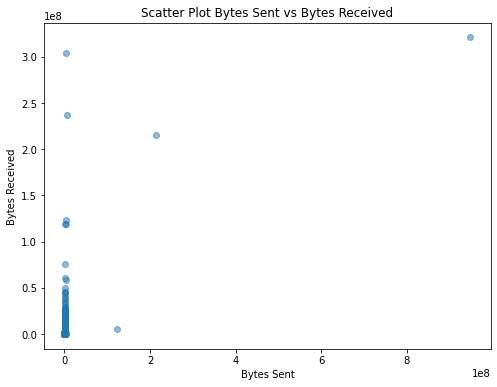 Scatter Plot Bytes Sent vs Bytes Received
1e8
3.0
2.5
2.0
1.5
1.0
0.5
0.0
Bytes Received
0 2 4 6 8
1e8
Bytes Sent